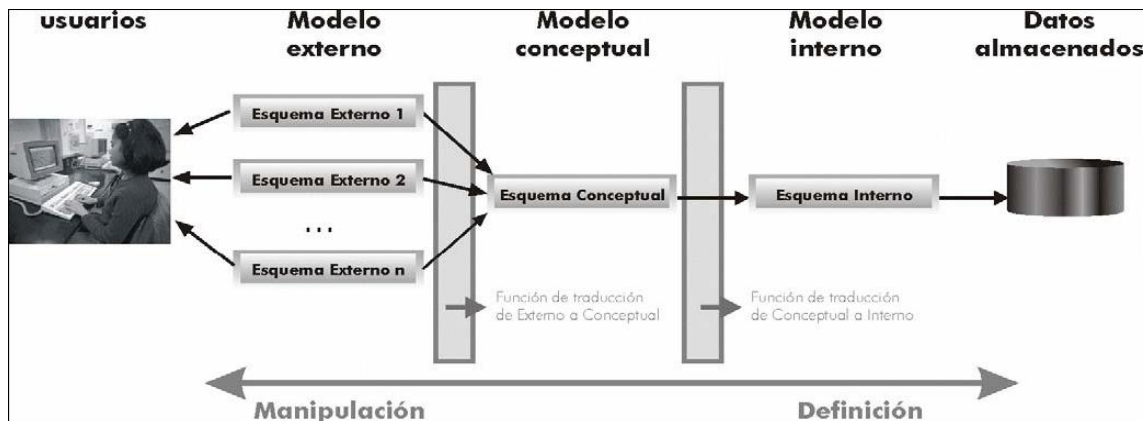 usuarios
Modelo
externo
Modelo
conceptual
Modelo
interno
Datos
almacenados
Esquema Externo 1
Esquema Externo 2
...
Esquema Externo n
Esquema Conceptual
Esquema Interno
Función de traducción
de Externo a Conceptual
Función de traducción
de Conceptual a Interno
Manipulación
Definición